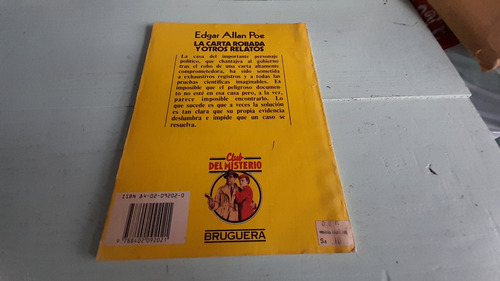 Edgar Allan Poe
LA CARTA ROBADA
Y OTROS RELATOS
La casa del importante personaje
político, que chantajea al gobierno
tras el robo de una carta altamente
comprometedora, ha sido sometida
a exhaustivos registros y a todas las
pruebas científicas imaginables. Es
imposible que el peligroso documen-
to no esté en esa casa pero, a la vez,
parece imposible encontrarlo. Lo
que sucede es que a veces la solución
es tan clara que su propia evidencia
deslumbra e impide que un caso se
resuelva.
Club
DEL MISTERIO
BRUGUERA
ISBN 84-02-09202-0
9 788402 092021